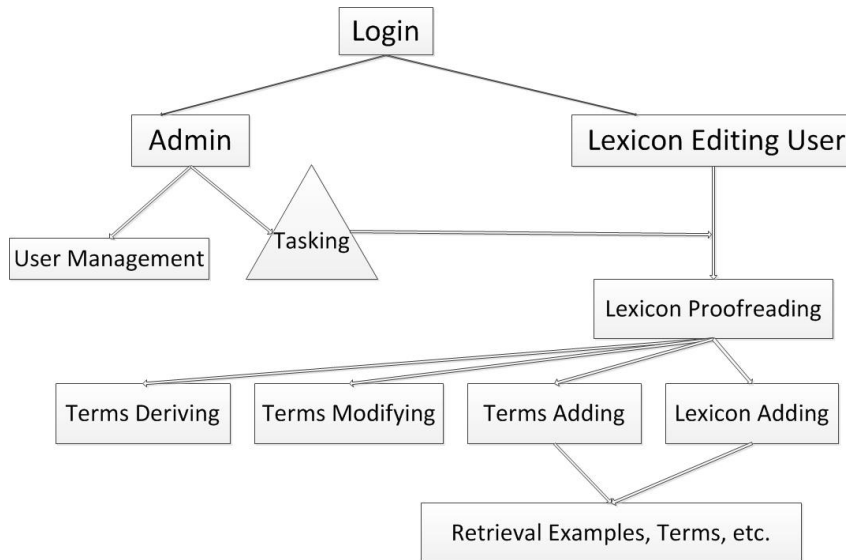 Login
Admin
Lexicon Editing User
User Management
Tasking
Lexicon Proofreading
Terms Deriving
Terms Modifying
Terms Adding
Lexicon Adding
Retrieval Examples, Terms, etc.